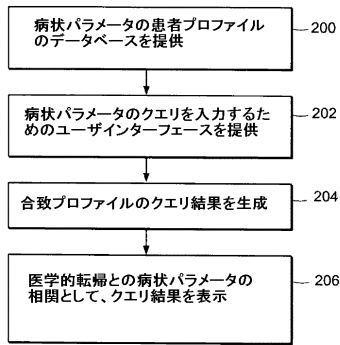 病状パラメータの患者プロファイル
のデータベースを提供
200
病状パラメータのクエリを入力するた
めのユーザインターフェースを提供
202
合致プロファイルのクエリ結果を生成
204
医学的転帰との病状パラメータの
相関として、クエリ結果を表示
206